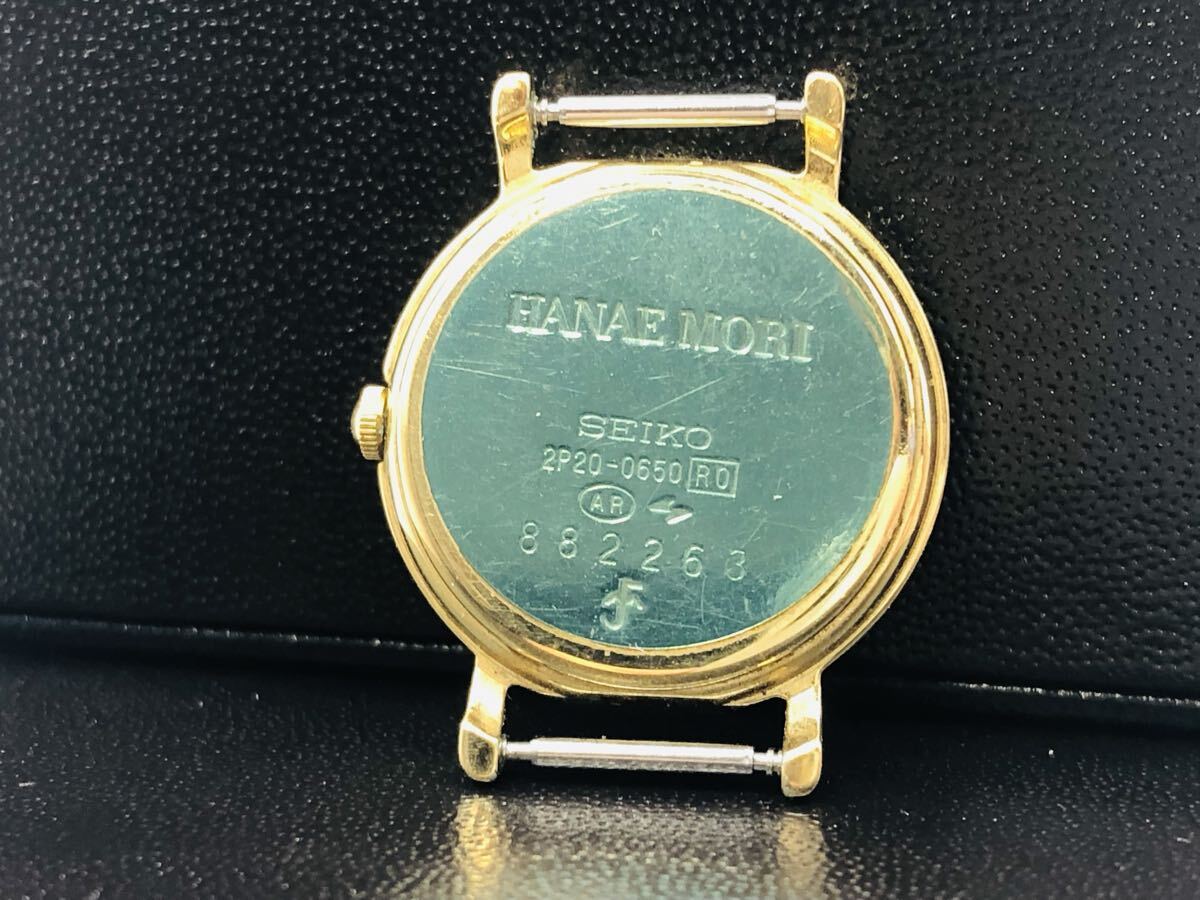 HANAE MORI
SEIKO
2P20-0650 R0
AR
882263